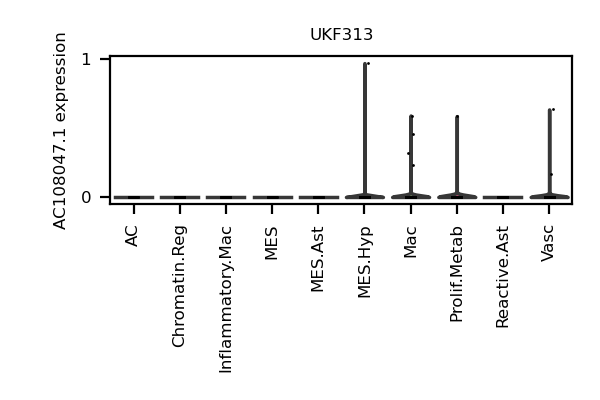 UKF313
AC108047.1 expression
1
0
AC
Chromatin.Reg
Inflammatory.Mac
MES
MES.Ast
MES.Hyp
Mac
Prolif.Metab
Reactive.Ast
Vasc